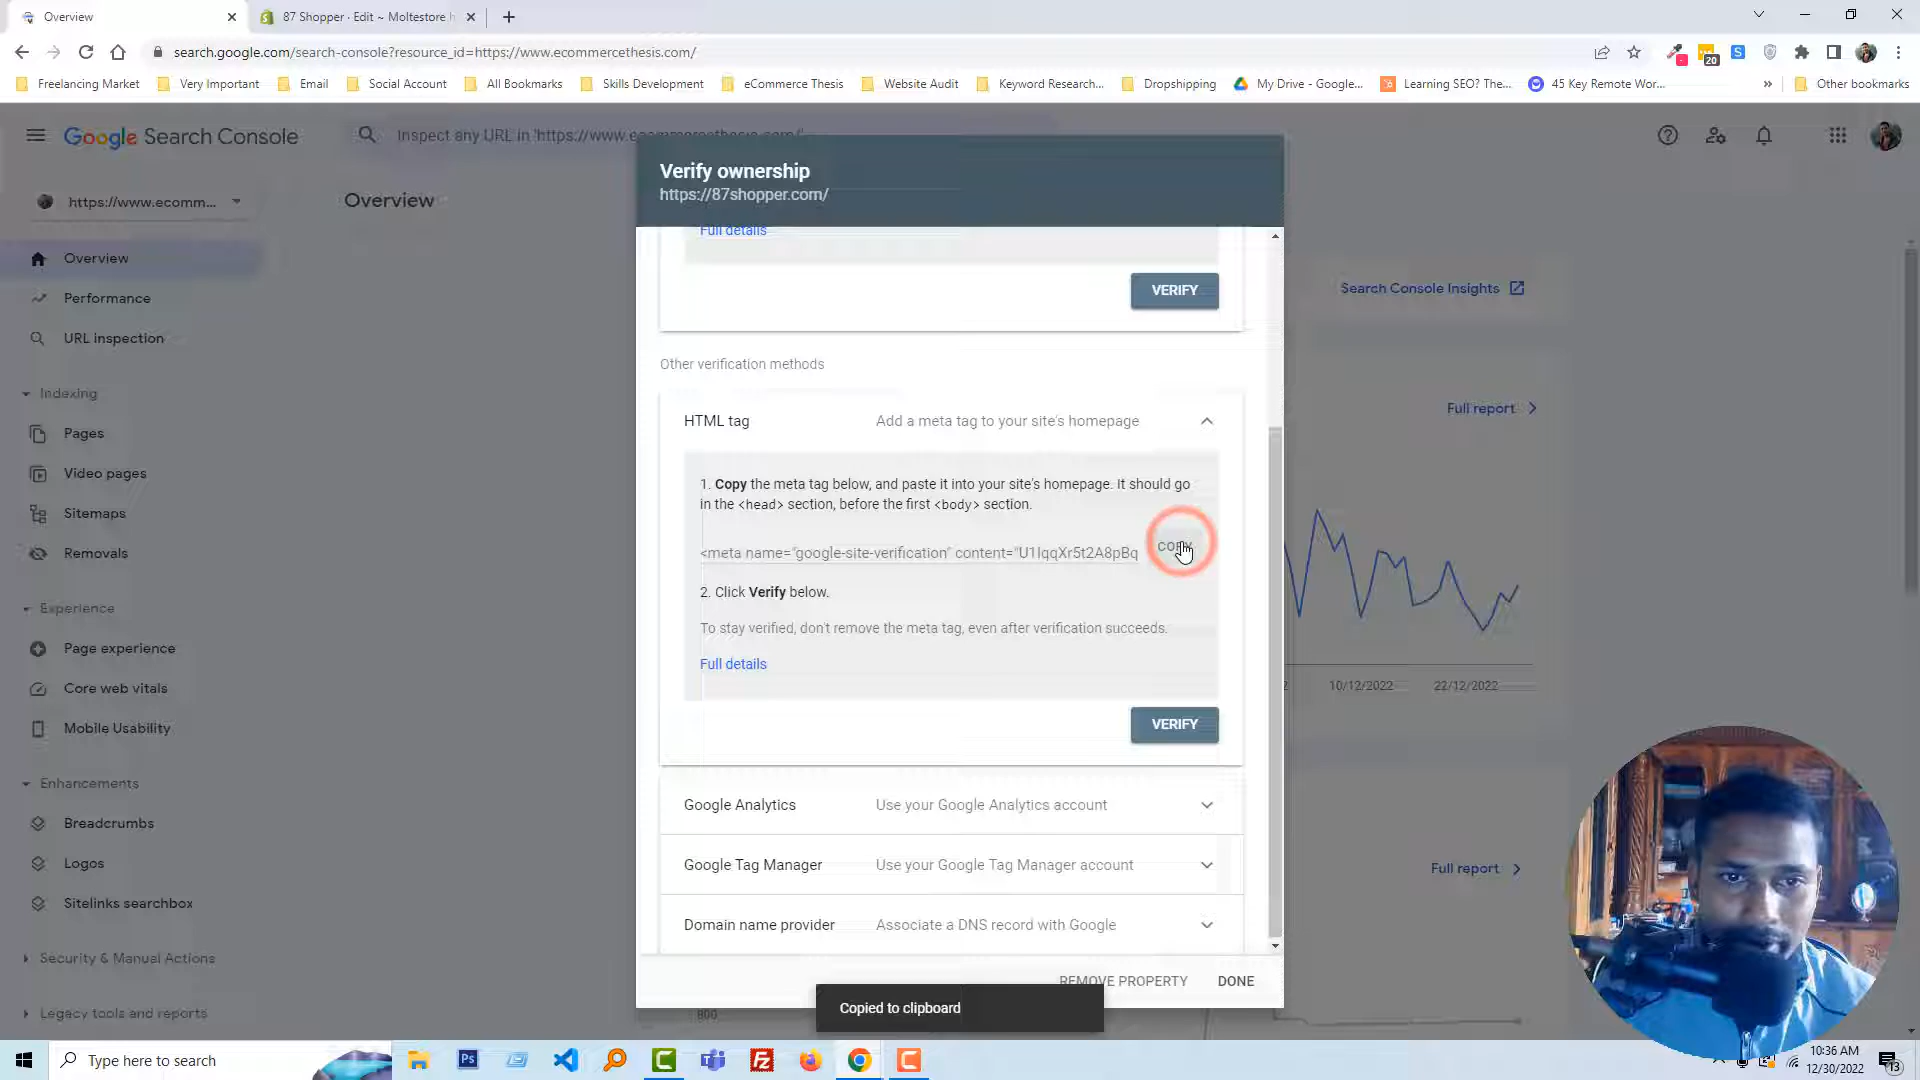 Overview
87 Shopper · Edit ~ Moltestore
search.google.com/search-console?resource_id=https://www.ecommercethesis.com/
20
Freelancing Market
Very Important
Email
Social Account
All Bookmarks
Skills Development
eCommerce Thesis
Website Audit
Keyword Research...
Dropshipping
My Drive - Google...
Learning SEO? The...
45 Key Remote Wor...
Other bookmarks
Google Search Console
Inspect any URL in 'https://www.ecommercethesis.com/'
https://www.ecomm...
Overview
Overview
Performance
URL inspection
Indexing
Pages
Video pages
Sitemaps
Removals
Experience
Page experience
Core web vitals
Mobile Usability
Enhancements
Breadcrumbs
Logos
Sitelinks searchbox
Security & Manual Actions
Legacy tools and reports
Verify ownership
https://87shopper.com/
Full details
VERIFY
Other verification methods
HTML tag
Add a meta tag to your site's homepage
1. Copy the meta tag below, and paste it into your site's homepage. It should go
in the <head> section, before the first <body> section.
<meta name="google-site-verification" content="U1IqqXr5t2A8pBq
COPY
2. Click Verify below.
To stay verified, don't remove the meta tag, even after verification succeeds.
Full details
VERIFY
Google Analytics
Use your Google Analytics account
Google Tag Manager
Use your Google Tag Manager account
Domain name provider
Associate a DNS record with Google
REMOVE PROPERTY
DONE
Copied to clipboard
800
Search Console Insights
Full report
10/12/2022
22/12/2022
Full report
Type here to search
Ps
10:36 AM
12/30/2022
13